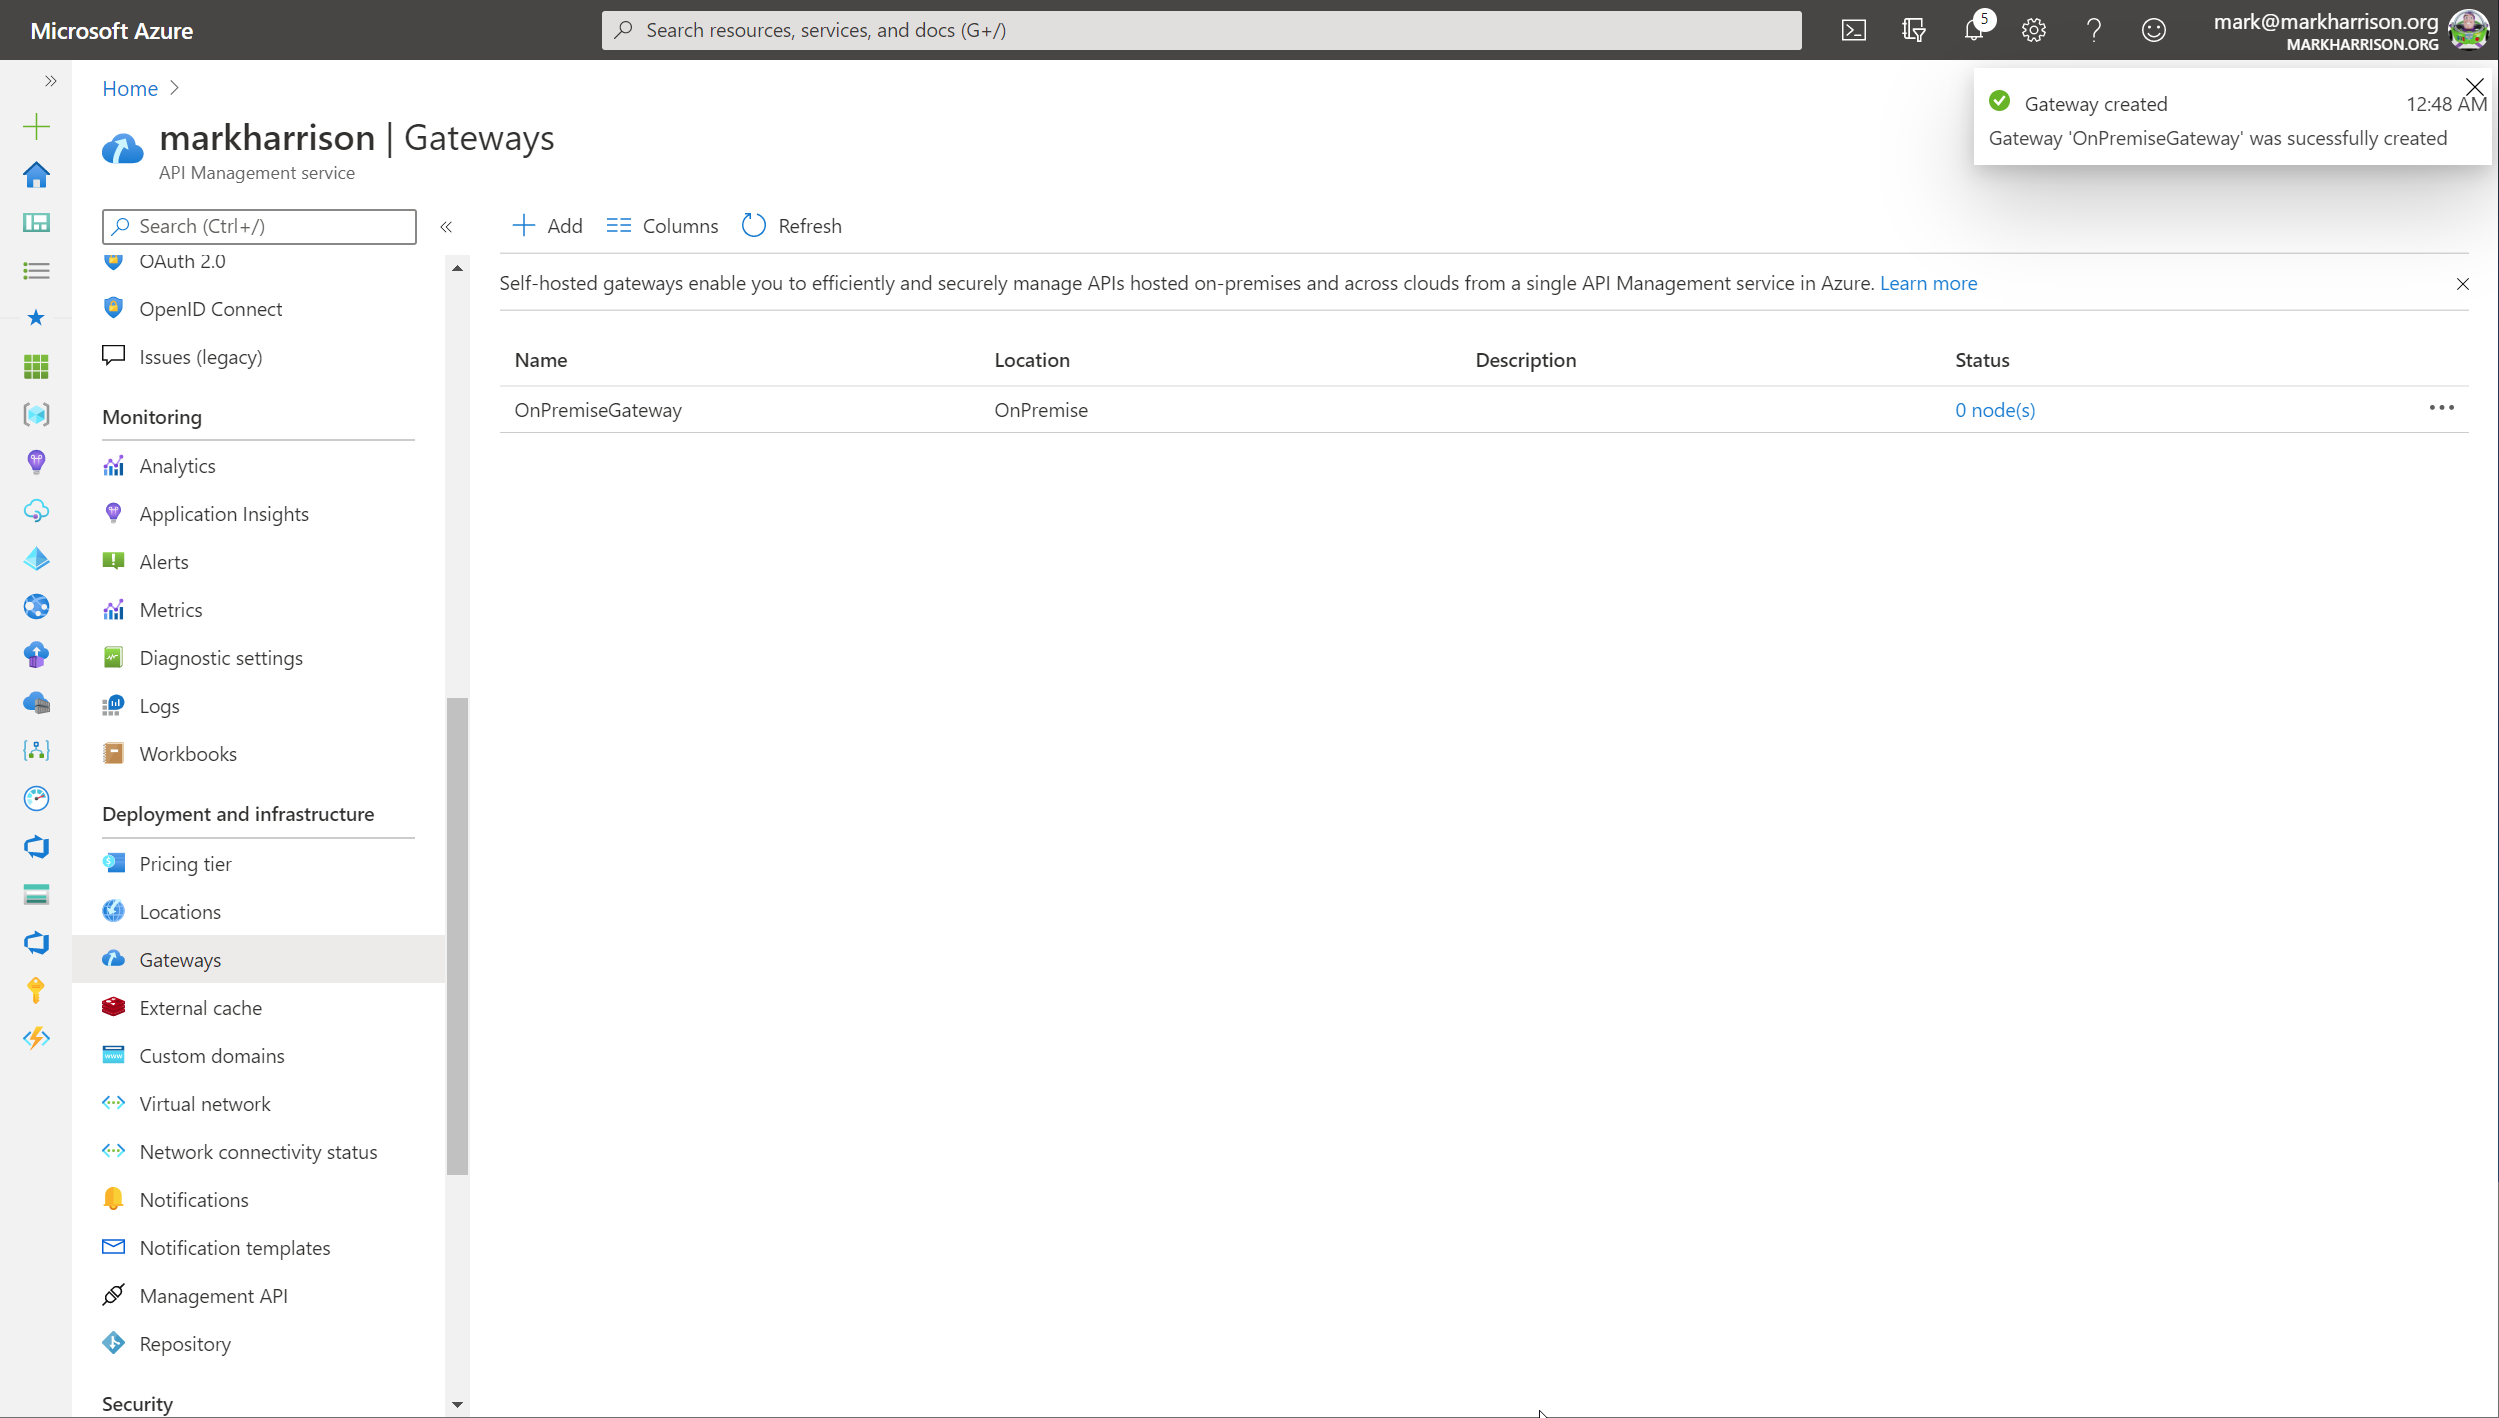 Microsoft Azure
Search resources, services, and docs (G+/)
5
mark@markharrison.org
MARKHARRISON.ORG
Home
Gateway created
12:48 AM
Gateway 'OnPremiseGateway' was sucessfully created
markharrison | Gateways
API Management service
Search (Ctrl+/)
Add
Columns
Refresh
Self-hosted gateways enable you to efficiently and securely manage APIs hosted on-premises and across clouds from a single API Management service in Azure. Learn more
Name
Location
Description
Status
OnPremiseGateway
OnPremise
0 node(s)
OAuth 2.0
OpenID Connect
Issues (legacy)
Monitoring
Analytics
Application Insights
Alerts
Metrics
Diagnostic settings
Logs
Workbooks
Deployment and infrastructure
Pricing tier
Locations
Gateways
External cache
Custom domains
Virtual network
Network connectivity status
Notifications
Notification templates
Management API
Repository
Security